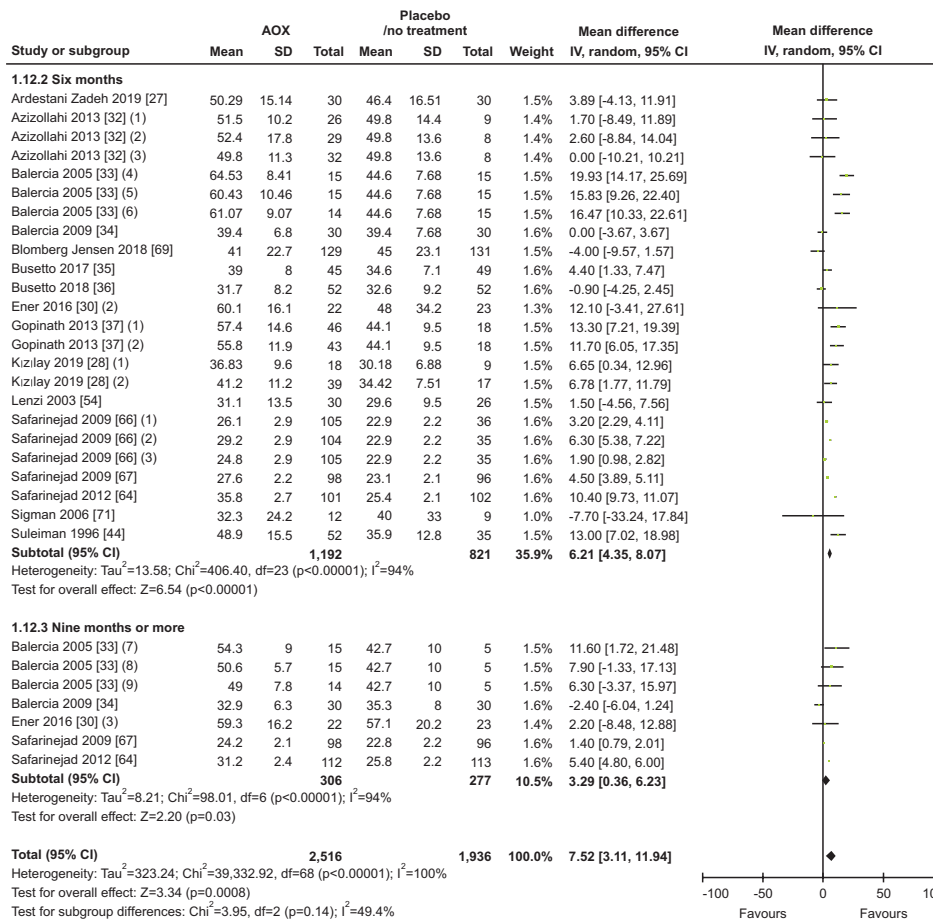 AOX Placebo /no treatment Mean difference Mean difference
Study or subgroup Mean SD Total Mean SD Total Weight IV, random, 95% CI IV, random, 95% CI
1.12.2 Six months
Ardestani Zadeh 2019 [27] 50.29 15.14 30 46.4 16.51 30 1.5% 3.89 [-4.13, 11.91]
Azizollahi 2013 [32] (1) 51.5 10.2 26 49.8 14.4 9 1.5% 1.70 [-8.49, 11.89]
Azizollahi 2013 [32] (2) 52.4 17.8 29 49.8 13.6 8 1.4% 2.60 [-8.84, 14.04]
Azizollahi 2013 [32] (3) 49.8 11.3 32 49.8 13.6 8 1.4% 0.00 [-10.21, 10.21]
Balercia 2005 [33] (4) 64.53 8.41 15 44.6 7.68 15 1.5% 19.93 [14.17, 25.69]
Balercia 2005 [33] (5) 60.43 10.46 15 44.6 7.68 15 1.5% 15.83 [9.26, 22.40]
Balercia 2005 [33] (6) 61.07 9.07 14 44.6 7.68 15 1.5% 16.47 [10.33, 22.61]
Balercia 2009 [34] 39.4 6.8 30 39.4 7.68 30 1.5% 0.00 [-3.67, 3.67]
Blomberg Jensen 2018 [69] 41 22.7 129 45 23.1 131 1.5% -4.00 [-9.57, 1.57]
Busetto 2017 [35] 39 8 45 34.6 7.1 49 1.6% 4.40 [1.33, 7.47]
Busetto 2018 [36] 31.7 8.2 52 32.6 9.2 52 1.6% -0.90 [-4.25, 2.45]
Ener 2016 [30] (2) 60.1 16.1 22 48 34.2 23 1.3% 12.10 [-3.41, 27.61]
Gopinath 2013 [37] (1) 57.4 14.6 46 44.1 9.5 18 1.5% 13.30 [7.21, 19.39]
Gopinath 2013 [37] (2) 55.8 11.9 43 44.1 9.5 18 1.5% 11.70 [6.05, 17.35]
Kızılay 2019 [28] (1) 36.83 9.6 18 30.18 6.88 9 1.5% 6.65 [0.34, 12.96]
Kızılay 2019 [28] (2) 41.2 11.2 39 34.42 7.51 17 1.5% 6.78 [1.77, 11.79]
Lenzi 2003 [54] 31.1 13.5 30 29.6 9.5 26 1.5% 1.50 [-4.56, 7.56]
Safarinejad 2009 [66] (1) 26.1 2.9 105 22.9 2.2 36 1.6% 3.20 [2.29, 4.11]
Safarinejad 2009 [66] (2) 29.2 2.9 104 22.9 2.2 35 1.6% 6.30 [5.38, 7.22]
Safarinejad 2009 [66] (3) 24.8 2.9 105 22.9 2.2 35 1.6% 1.90 [0.98, 2.82]
Safarinejad 2009 [67] 27.6 2.2 98 23.1 2.1 96 1.6% 4.50 [3.89, 5.11]
Safarinejad 2012 [64] 35.8 2.7 101 25.4 2.1 102 1.6% 10.40 [9.73, 11.07]
Sigman 2006 [71] 32.3 24.2 12 40 33 9 1.0% -7.70 [-33.24, 17.84]
Suleiman 1996 [44] 48.9 15.5 52 35.9 12.8 35 1.5% 13.00 [7.02, 18.98]
Subtotal (95% CI) 1,192 821 35.9% 6.21 [4.35, 8.07]
Heterogeneity: Tau²=13.58; Chi²=406.40, df=23 (p<0.00001); I²=94%
Test for overall effect: Z=6.54 (p<0.00001)
1.12.3 Nine months or more
Balercia 2005 [33] (7) 54.3 9 15 42.7 10 5 1.5% 11.60 [1.72, 21.48]
Balercia 2005 [33] (8) 50.6 5.7 15 42.7 10 5 1.5% 7.90 [-1.33, 17.13]
Balercia 2005 [33] (9) 49 7.8 14 42.7 10 5 1.5% 6.30 [-3.37, 15.97]
Balercia 2009 [34] 32.9 6.3 30 35.3 8 30 1.6% -2.40 [-6.04, 1.24]
Ener 2016 [30] (3) 59.3 16.2 22 57.1 20.2 23 1.4% 2.20 [-8.48, 12.88]
Safarinejad 2009 [67] 24.2 2.1 98 22.8 2.2 96 1.6% 1.40 [0.79, 2.01]
Safarinejad 2012 [64] 31.2 2.4 112 25.8 2.2 113 1.6% 5.40 [4.80, 6.00]
Subtotal (95% CI) 306 277 10.5% 3.29 [0.36, 6.23]
Heterogeneity: Tau²=8.21; Chi²=98.01, df=6 (p<0.00001); I²=94%
Test for overall effect: Z=2.20 (p=0.03)
Total (95% CI) 2,516 1,936 100.0% 7.52 [3.11, 11.94]
Heterogeneity: Tau²=323.24; Chi²=39,332.92, df=68 (p<0.00001); I²=100%
Test for overall effect: Z=3.34 (p=0.0008)
Test for subgroup differences: Chi²=3.95, df=2 (p=0.14); I²=49.4%
-100 -50 0 50
Favours Favours